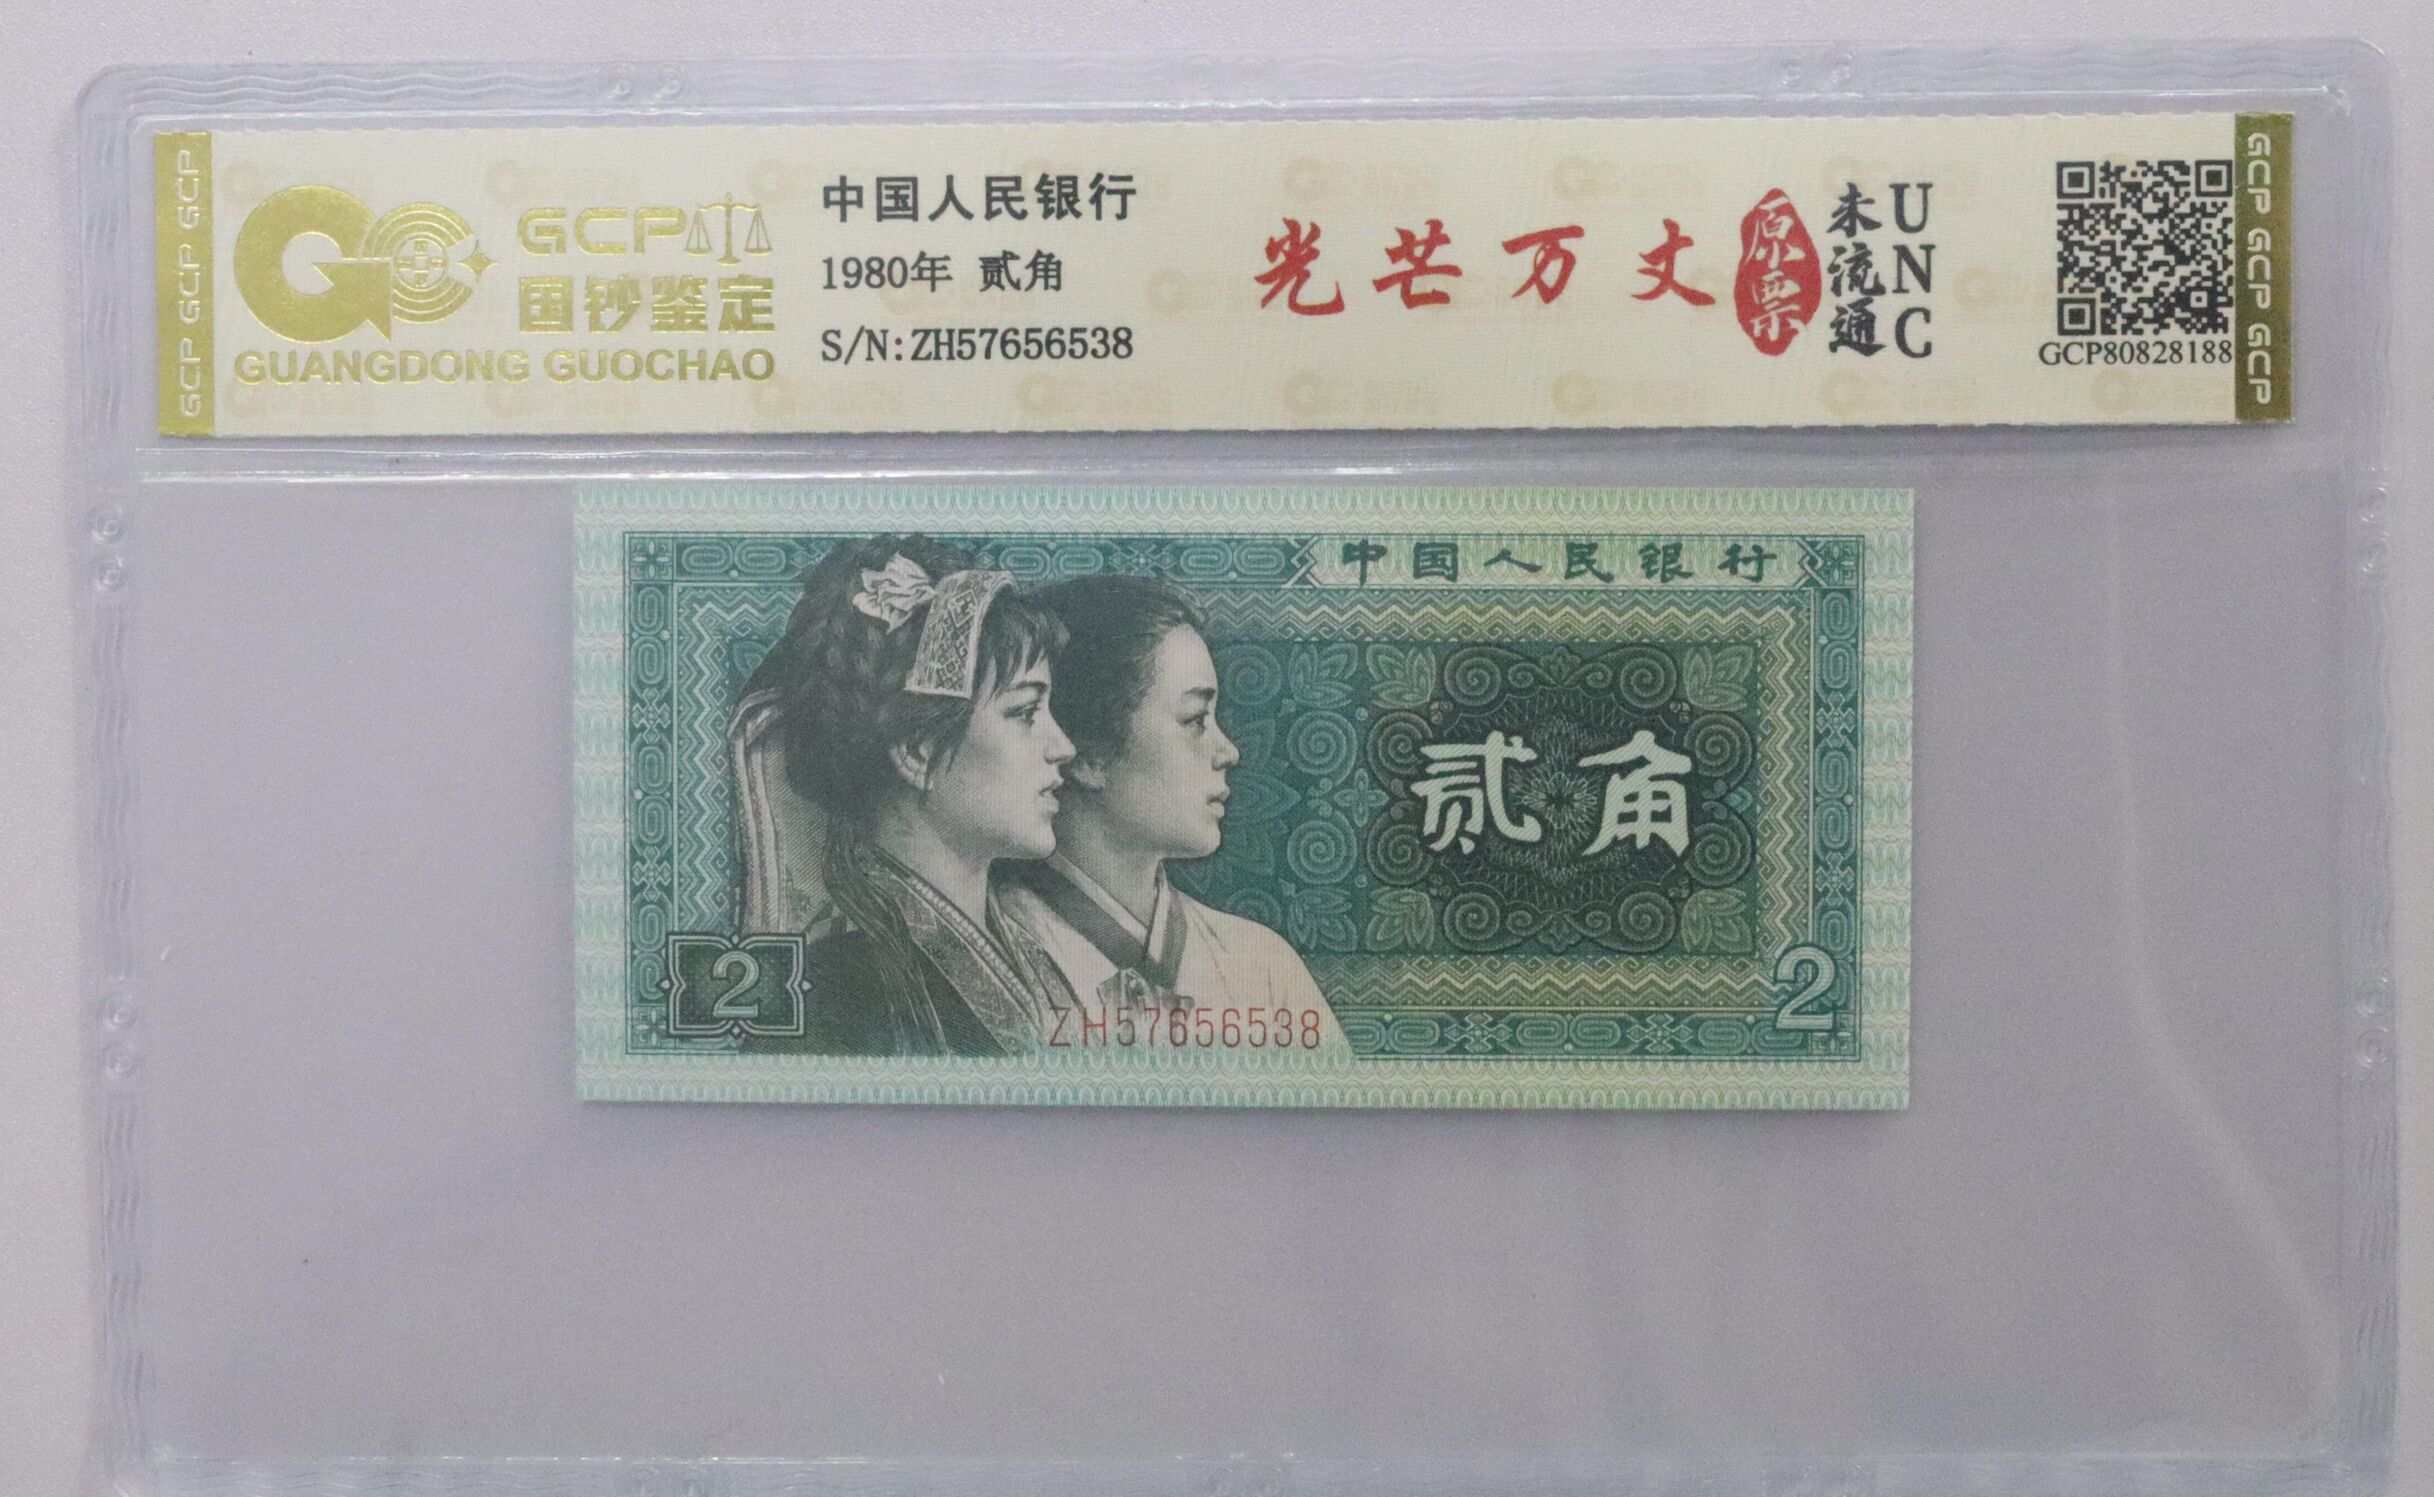 GCP GCP GCP
GCP
国钞鉴定
GUANGDONG GUOCHAO
中国人民银行
1980年 贰角
S/N:ZH57656538
光芒万丈
原票
未流通
UNC
GCP80828188
GCP GCP GCP
中国人民银行
贰角
2
ZH57656538
2